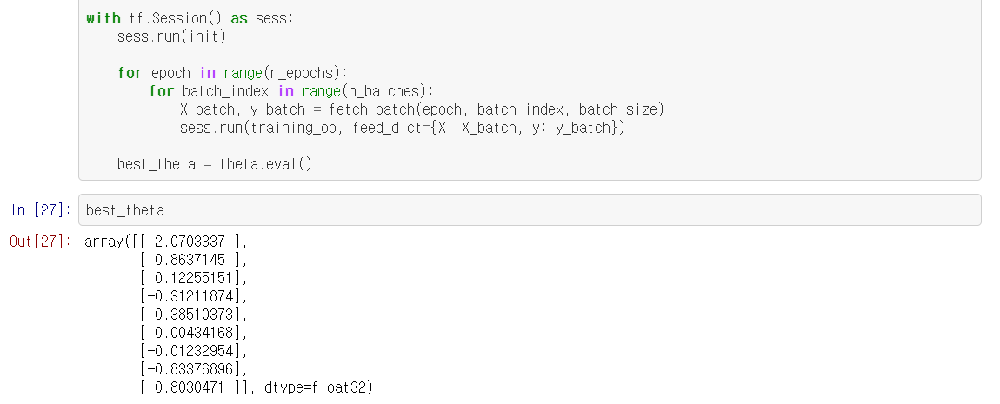 with tf.Session() as sess:
    sess.run(init)

    for epoch in range(n_epochs):
        for batch_index in range(n_batches):
            X_batch, y_batch = fetch_batch(epoch, batch_index, batch_size)
            sess.run(training_op, feed_dict={X: X_batch, y: y_batch})

    best_theta = theta.eval()
In [27]: best_theta
Out[27]: array([[ 2.0703337 ],
       [ 0.8637145 ],
       [ 0.12255151],
       [-0.31211874],
       [ 0.38510373],
       [ 0.00434168],
       [-0.01232954],
       [-0.83376896],
       [-0.8030471 ]], dtype=float32)